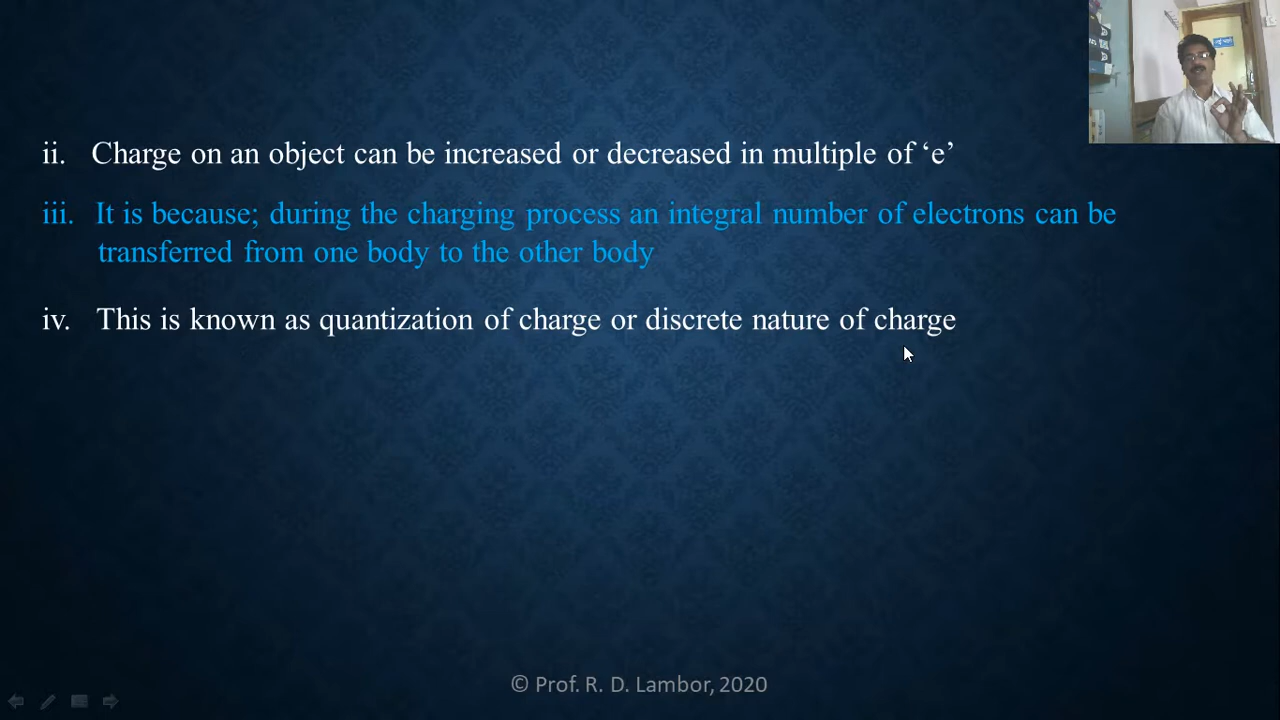 ii. Charge on an object can be increased or decreased in multiple of ‘e’
iii. It is because; during the charging process an integral number of electrons can be
transferred from one body to the other body
iv. This is known as quantization of charge or discrete nature of charge
© Prof. R. D. Lambor, 2020